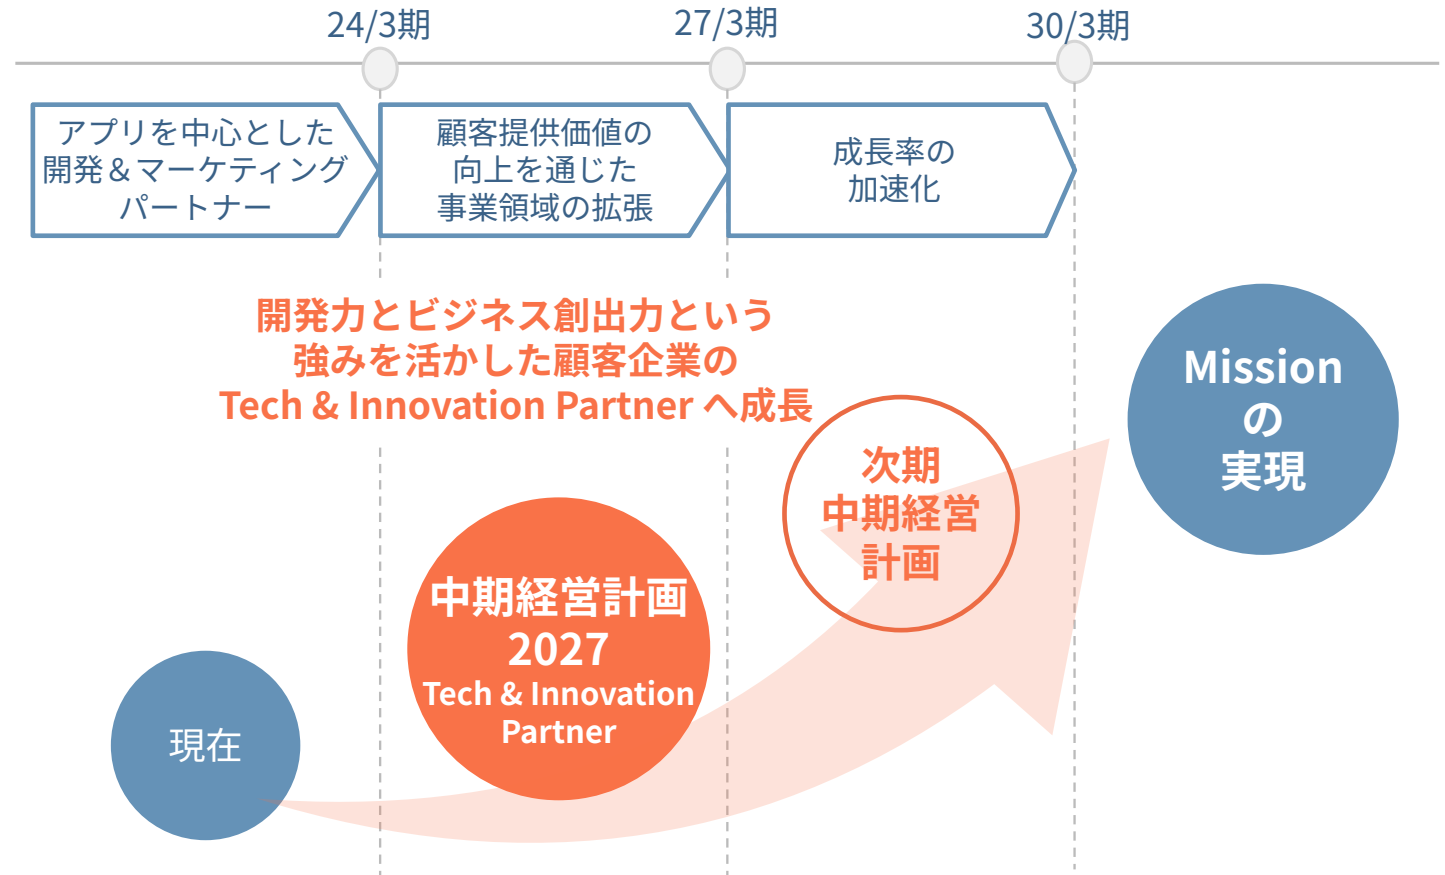 24/3期
27/3期
30/3期
アプリを中心とした
開発＆マーケティング
パートナー
顧客提供価値の
向上を通じた
事業領域の拡張
成長率の
加速化
開発力とビジネス創出力という
強みを活かした顧客企業の
Tech & Innovation Partner へ成長
Mission
の
実現
次期
中期経営
計画
中期経営計画
2027
Tech & Innovation
Partner
現在